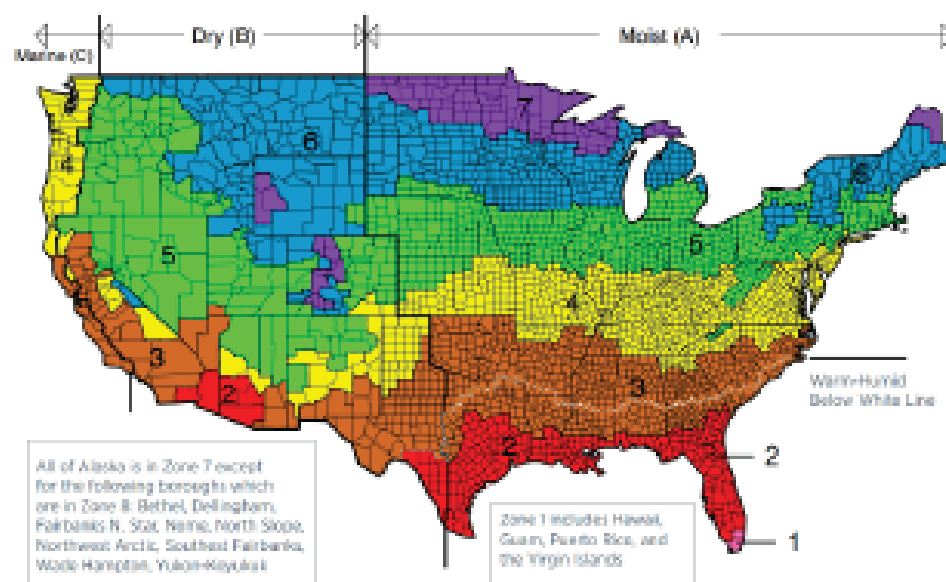 Dry (B)
Moist (A)
Marine (C)
7
6
6
4
5
5
4
3
3
Warm-Humid
Below White Line
2
2
2
1
All of Alaska is in Zone 7 except
for the following boroughs which
are in Zone 8: Bethel, Dellingham,
Fairbanks N. Star, Nome, North Slope,
Northwest Arctic, Southeast Fairbanks,
Wade Hampton, Yukon-Koyukuk
Zone 1 includes Hawaii,
Guam, Puerto Rico, and
the Virgin Islands